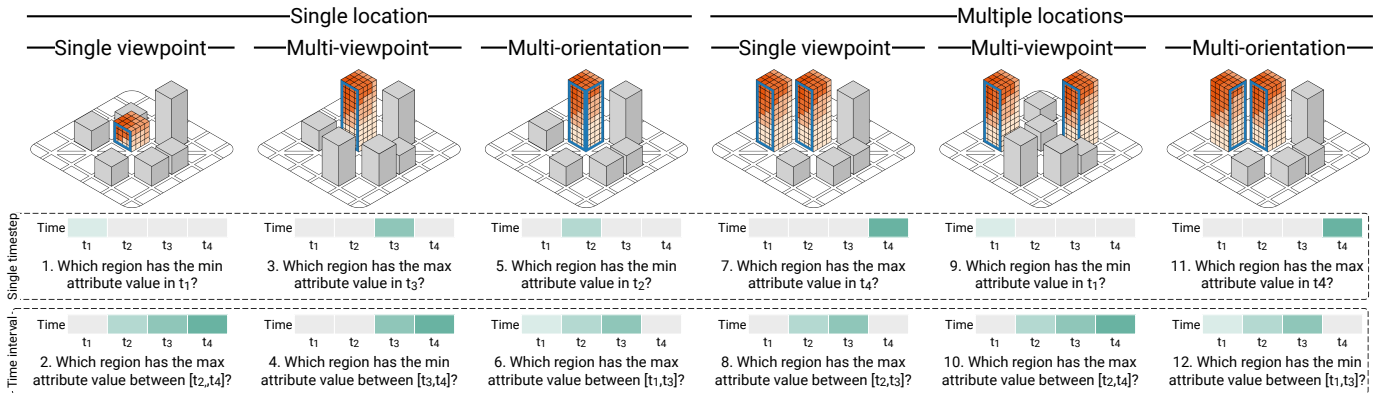 Single location
Multiple locations
Single viewpoint
Multi-viewpoint
Multi-orientation
Single viewpoint
Multi-viewpoint
Multi-orientation
Single timestep
Time
t1 t2 t3 t4
1. Which region has the min
attribute value in t1?
Time
t1 t2 t3 t4
3. Which region has the max
attribute value in t3?
Time
t1 t2 t3 t4
5. Which region has the min
attribute value in t2?
Time
t1 t2 t3 t4
7. Which region has the max
attribute value in t4?
Time
t1 t2 t3 t4
9. Which region has the min
attribute value in t1?
Time
t1 t2 t3 t4
11. Which region has the max
attribute value in t4?
Time interval
Time
t1 t2 t3 t4
2. Which region has the max
attribute value between [t2,,t4]?
Time
t1 t2 t3 t4
4. Which region has the min
attribute value between [t3,t4]?
Time
t1 t2 t3 t4
6. Which region has the max
attribute value between [t1,t3]?
Time
t1 t2 t3 t4
8. Which region has the max
attribute value between [t2,t3]?
Time
t1 t2 t3 t4
10. Which region has the max
attribute value between [t2,t4]?
Time
t1 t2 t3 t4
12. Which region has the min
attribute value between [t1,t3]?